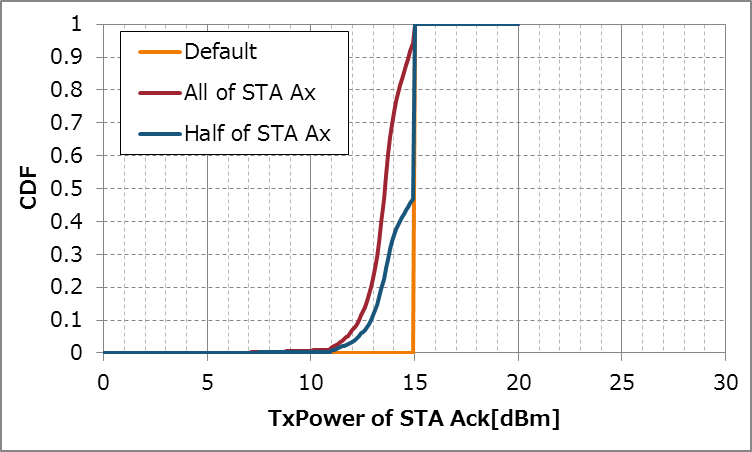 1
0.9
0.8
0.7
0.6
0.5
0.4
0.3
0.2
0.1
0
CDF
Default
All of STA Ax
Half of STA Ax
0 5 10 15 20 25 30
TxPower of STA Ack[dBm]